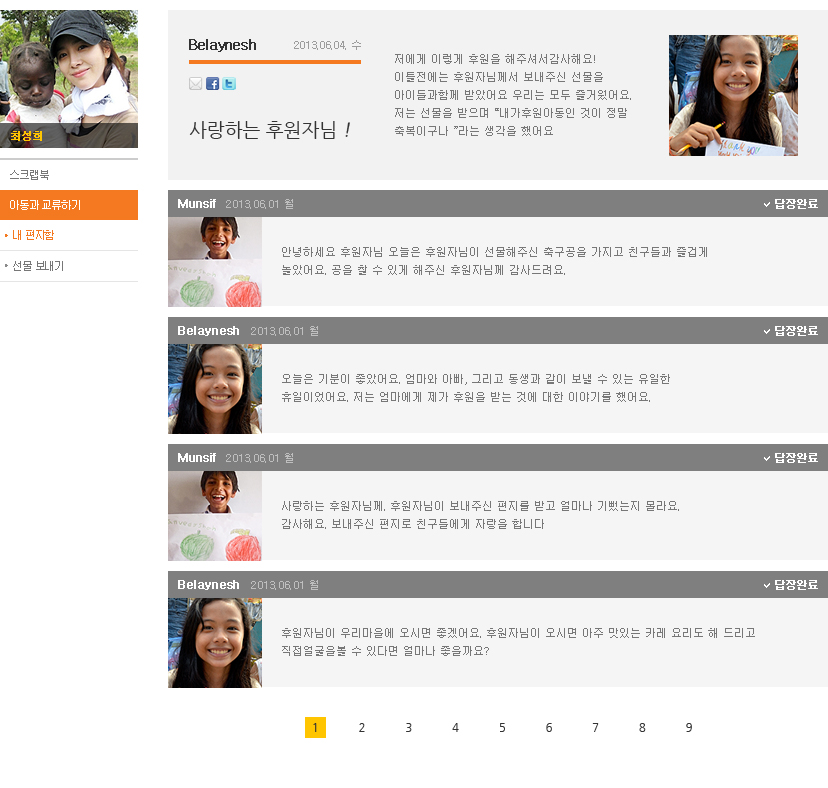 최성희
스크랩북
아동과 교류하기
내 편지함
선물 보내기
Belaynesh 2013.06.04. 수
사랑하는 후원자님 !
저에게 이렇게 후원을 해주셔서감사해요!
이틀전에는 후원자님께서 보내주신 선물을
아이들과함께 받았어요 우리는 모두 즐거웠어요.
저는 선물을 받으며 “내가후원아동인 것이 정말
축복이구나 ”라는 생각을 했어요
Munsif 2013.06.01 월 답장완료
안녕하세요 후원자님 오늘은 후원자님이 선물해주신 축구공을 가지고 친구들과 즐겁게
놀았어요. 공을 찰 수 있게 해주신 후원자님께 감사드려요.
Belaynesh 2013.06.01 월 답장완료
오늘은 기분이 좋았어요. 엄마와 아빠, 그리고 동생과 같이 보낼 수 있는 유일한
휴일이었어요. 저는 엄마에게 제가 후원을 받는 것에 대한 이야기를 했어요.
Munsif 2013.06.01 월 답장완료
사랑하는 후원자님께. 후원자님이 보내주신 편지를 받고 얼마나 기뻤는지 몰라요.
감사해요. 보내주신 편지로 친구들에게 자랑을 합니다
Belaynesh 2013.06.01 월 답장완료
후원자님이 우리마을에 오시면 좋겠어요. 후원자님이 오시면 아주 맛있는 카레 요리도 해 드리고
직접얼굴을볼 수 있다면 얼마나 좋을까요?
1 2 3 4 5 6 7 8 9